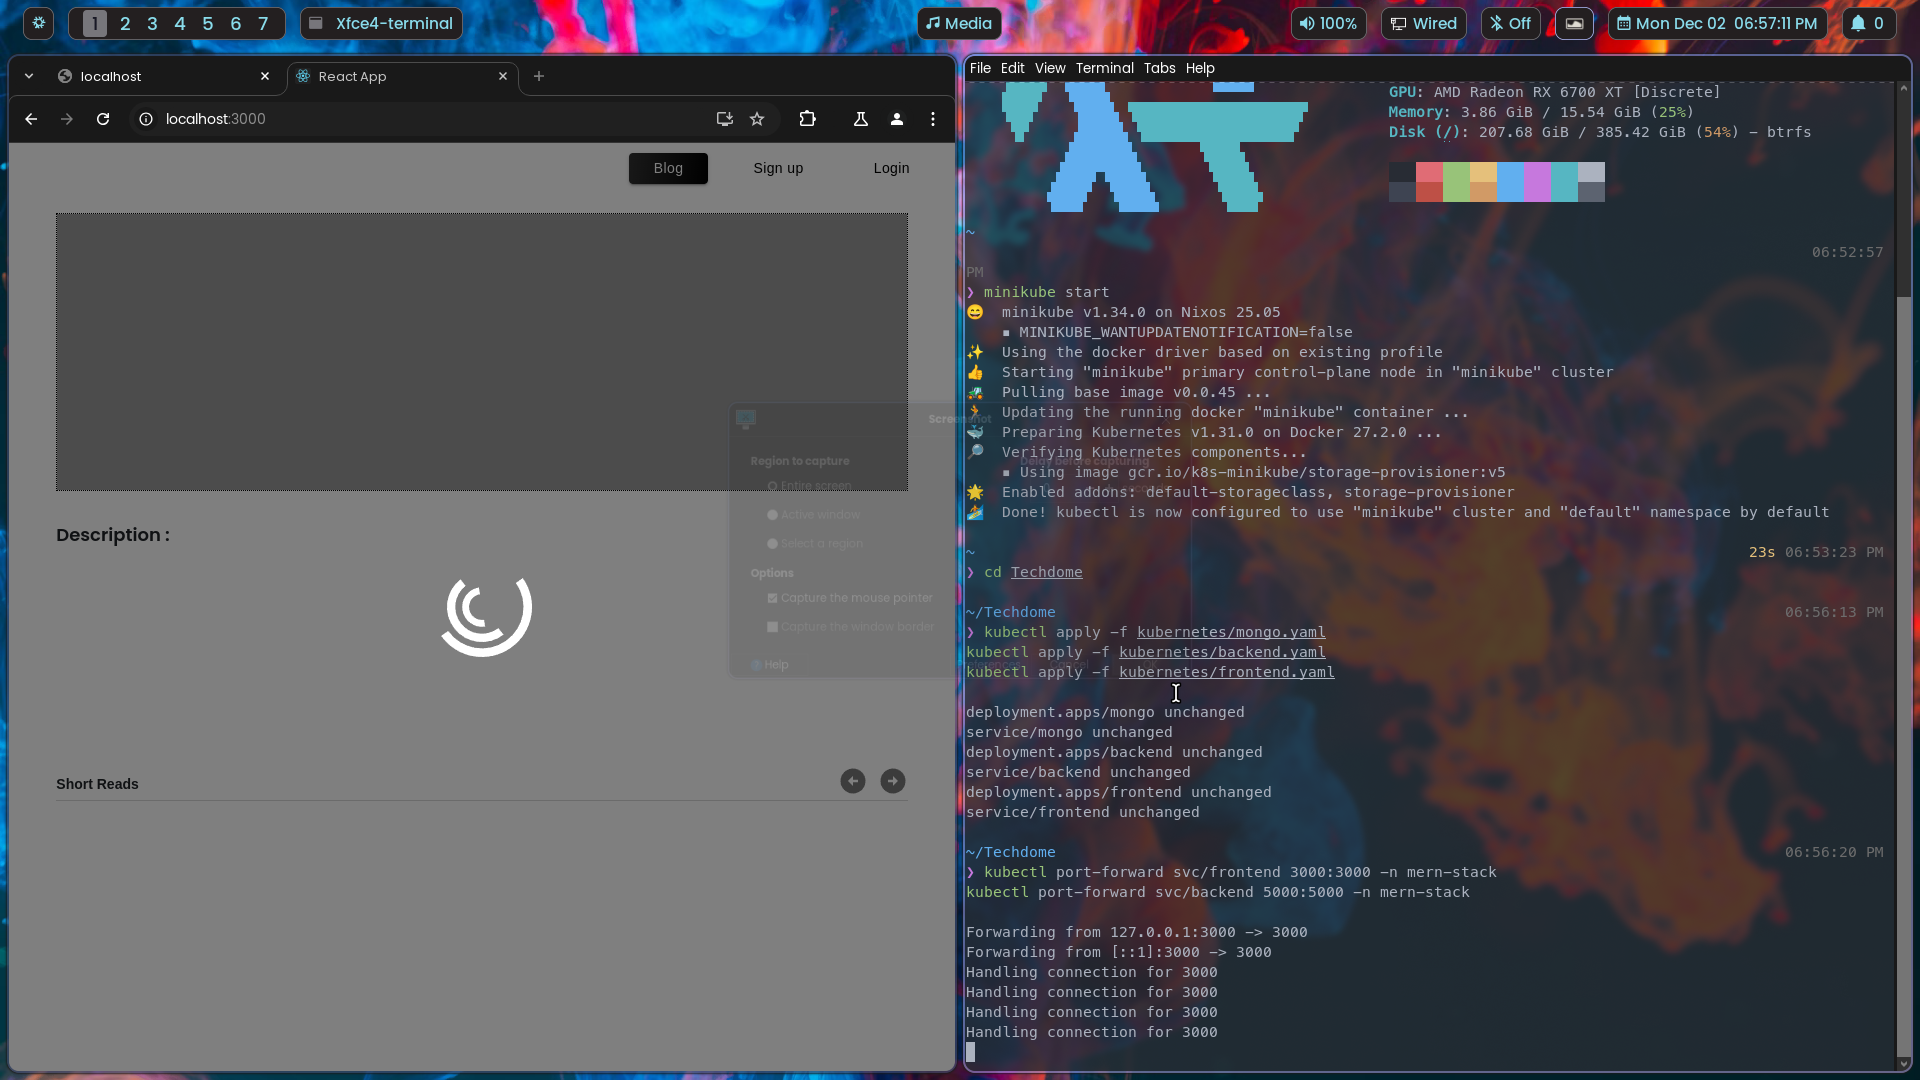 1 2 3 4 5 6 7
Xfce4-terminal
Media
100%
Wired
Off
Mon Dec 02 06:57:11 PM
0
localhost
React App
localhost:3000
Blog
Sign up
Login
Description :
Short Reads
Screenshot
Region to capture
Entire screen
Active window
Select a region
Options
Capture the mouse pointer
Capture the window border
Help
Delay before capturing
Cancel
File Edit View Terminal Tabs Help
GPU: AMD Radeon RX 6700 XT [Discrete]
Memory: 3.86 GiB / 15.54 GiB (25%)
Disk (/): 207.68 GiB / 385.42 GiB (54%) - btrfs
~
06:52:57
PM
❯ minikube start
😄 minikube v1.34.0 on Nixos 25.05
▪ MINIKUBE_WANTUPDATENOTIFICATION=false
✨ Using the docker driver based on existing profile
👍 Starting "minikube" primary control-plane node in "minikube" cluster
🚜 Pulling base image v0.0.45 ...
🏃 Updating the running docker "minikube" container ...
🐳 Preparing Kubernetes v1.31.0 on Docker 27.2.0 ...
🔎 Verifying Kubernetes components...
▪ Using image gcr.io/k8s-minikube/storage-provisioner:v5
🌟 Enabled addons: default-storageclass, storage-provisioner
🏄 Done! kubectl is now configured to use "minikube" cluster and "default" namespace by default
~ 23s 06:53:23 PM
❯ cd Techdome
~/Techdome 06:56:13 PM
❯ kubectl apply -f kubernetes/mongo.yaml
kubectl apply -f kubernetes/backend.yaml
kubectl apply -f kubernetes/frontend.yaml
deployment.apps/mongo unchanged
service/mongo unchanged
deployment.apps/backend unchanged
service/backend unchanged
deployment.apps/frontend unchanged
service/frontend unchanged
~/Techdome 06:56:20 PM
❯ kubectl port-forward svc/frontend 3000:3000 -n mern-stack
kubectl port-forward svc/backend 5000:5000 -n mern-stack
Forwarding from 127.0.0.1:3000 -> 3000
Forwarding from [::1]:3000 -> 3000
Handling connection for 3000
Handling connection for 3000
Handling connection for 3000
Handling connection for 3000